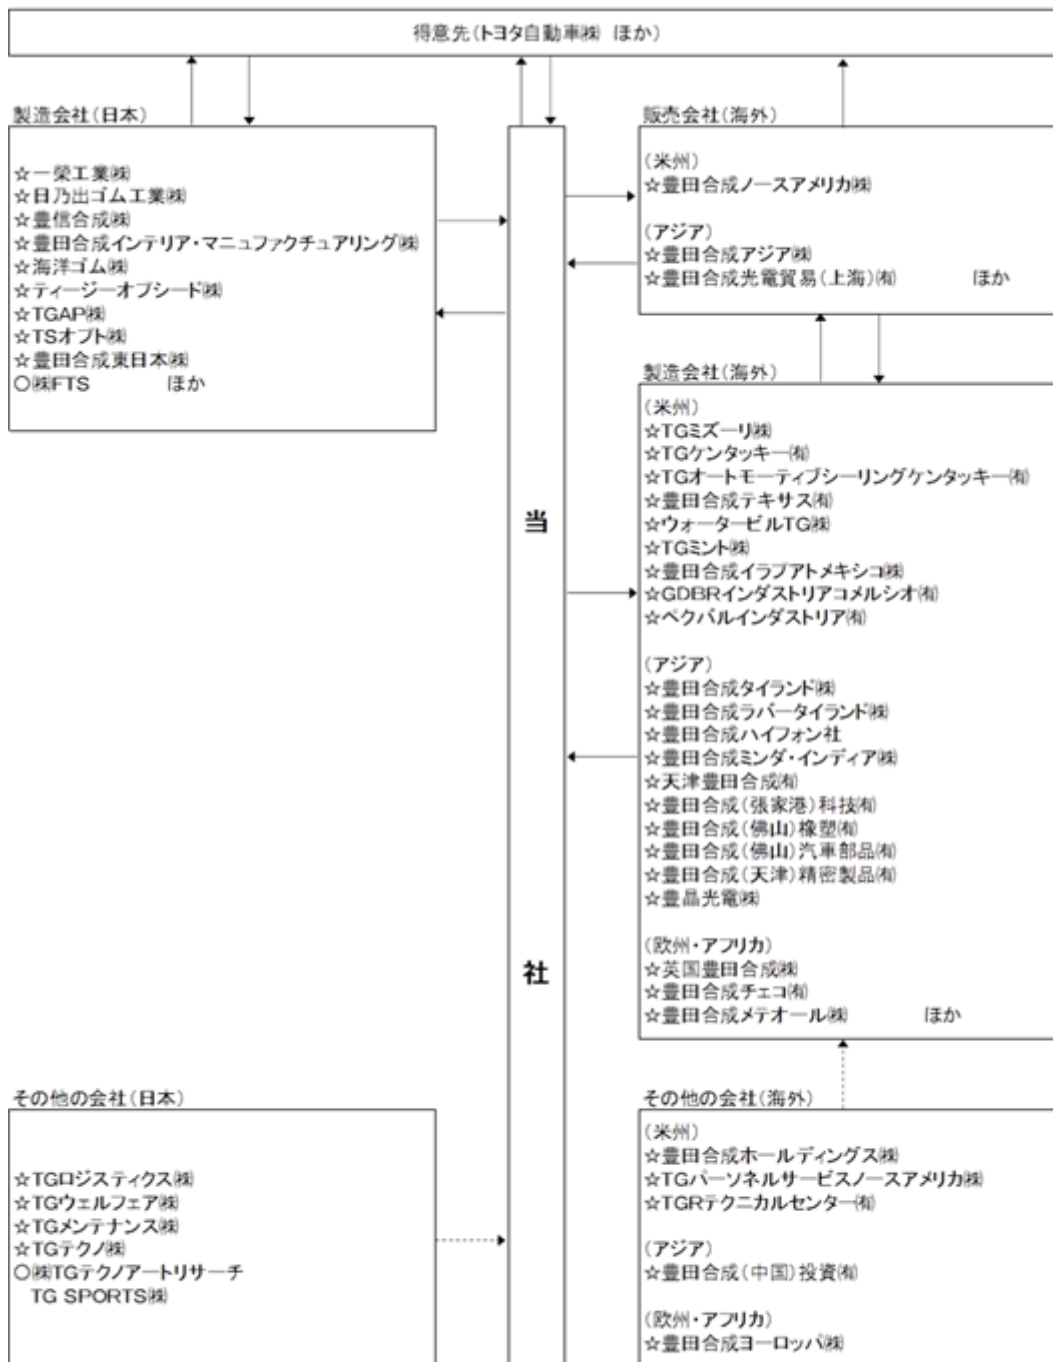 得意先(トヨタ自動車㈱ ほか)
製造会社(日本)
☆一榮工業㈱
☆日乃出ゴム工業㈱
☆豊信合成㈱
☆豊田合成インテリア・マニュファクチュアリング㈱
☆海洋ゴム㈱
☆ティージーオプシード㈱
☆TGAP㈱
☆TSオプト㈱
☆豊田合成東日本㈱
○㈱FTS ほか
当
社
販売会社(海外)
(米州)
☆豊田合成ノースアメリカ㈱
(アジア)
☆豊田合成アジア㈱
☆豊田合成光電貿易(上海)㈲ ほか
製造会社(海外)
(米州)
☆TGミズーリ㈱
☆TGケンタッキー㈲
☆TGオートモーティブシーリングケンタッキー㈲
☆豊田合成テキサス㈲
☆ウォータービルTG㈱
☆TGミント㈱
☆豊田合成イラプアトメキシコ㈱
☆GDBRインダストリアコメルシオ㈲
☆ペクバルインダストリア㈲
(アジア)
☆豊田合成タイランド㈱
☆豊田合成ラバータイランド㈱
☆豊田合成ハイフォン社
☆豊田合成ミンダ・インディア㈱
☆天津豊田合成㈲
☆豊田合成(張家港)科技㈲
☆豊田合成(佛山)橡塑㈲
☆豊田合成(佛山)汽車部品㈲
☆豊田合成(天津)精密製品㈲
☆豊晶光電㈱
(欧州・アフリカ)
☆英国豊田合成㈱
☆豊田合成チェコ㈲
☆豊田合成メテオール㈱ ほか
その他の会社(日本)
☆TGロジスティクス㈱
☆TGウェルフェア㈱
☆TGメンテナンス㈱
☆TGテクノ㈱
○㈱TGテクノアートリサーチ
TG SPORTS㈱
その他の会社(海外)
(米州)
☆豊田合成ホールディングス㈱
☆TGパーソネルサービスノースアメリカ㈱
☆TGRテクニカルセンター㈲
(アジア)
☆豊田合成(中国)投資㈲
(欧州・アフリカ)
☆豊田合成ヨーロッパ㈱